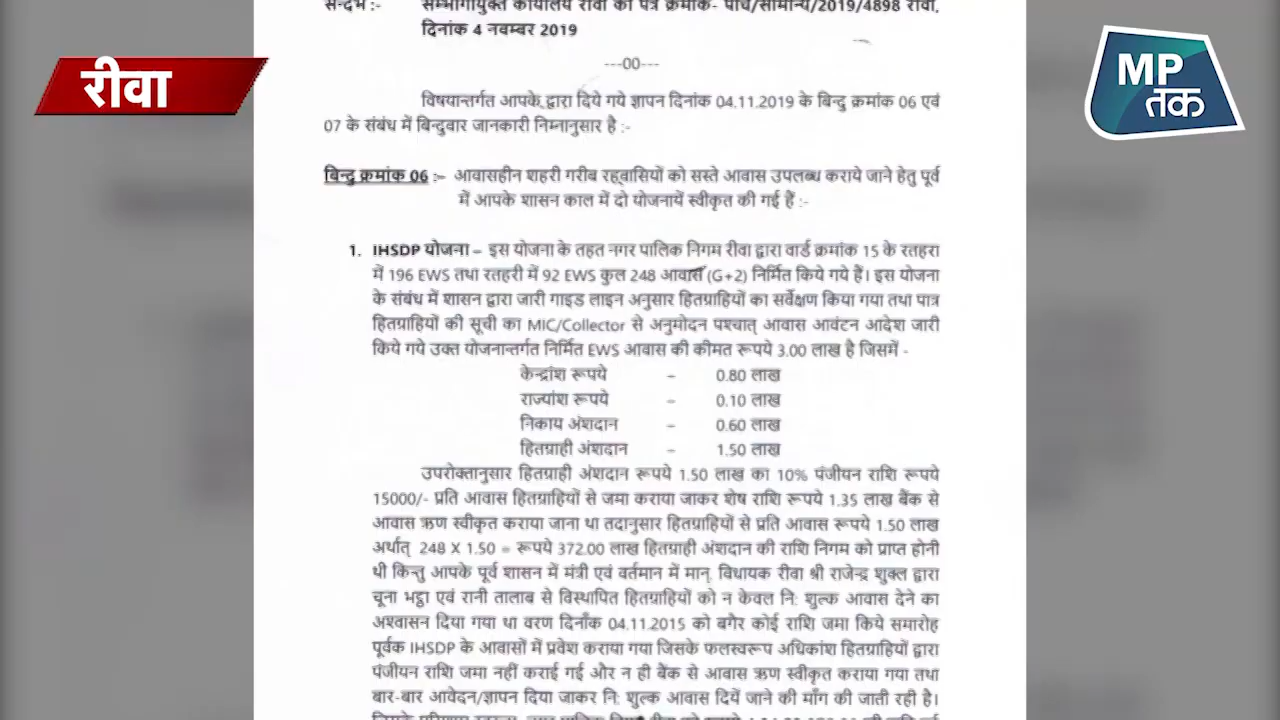 सन्दर्भ :- सम्भागायुक्त कार्यालय रीवा का पत्र क्रमांक- पांच/सामान्य/2019/4898 रीवा,
दिनांक 4 नवम्बर 2019
---00---
रीवा
MP
तक
विषयान्तर्गत आपके द्वारा दिये गये ज्ञापन दिनांक 04.11.2019 के बिन्दु क्रमांक 06 एवं
07 के संबंध में बिन्दुवार जानकारी निम्नानुसार है :-
बिन्दु क्रमांक 06 :- आवासहीन शहरी गरीब रहवासियों को सस्ते आवास उपलब्ध कराये जाने हेतु पूर्व
में आपके शासन काल में दो योजनायें स्वीकृत की गई हैं :-
1. IHSDP योजना – इस योजना के तहत नगर पालिक निगम रीवा द्वारा वार्ड क्रमांक 15 के रतहरा
में 196 EWS तथा रतहरी में 92 EWS कुल 248 आवास (G+2) निर्मित किये गये हैं। इस योजना
के संबंध में शासन द्वारा जारी गाइड लाइन अनुसार हितग्राहियों का सर्वेक्षण किया गया तथा पात्र
हितग्राहियों की सूची का MIC/Collector से अनुमोदन पश्चात् आवास आवंटन आदेश जारी
किये गये उक्त योजनान्तर्गत निर्मित EWS आवास की कीमत रूपये 3.00 लाख है जिसमें -
केन्द्रांश रूपये – 0.80 लाख
राज्यांश रूपये – 0.10 लाख
निकाय अंशदान – 0.60 लाख
हितग्राही अंशदान – 1.50 लाख
उपरोक्तानुसार हितग्राही अंशदान रूपये 1.50 लाख का 10% पंजीयन राशि रूपये
15000/- प्रति आवास हितग्राहियों से जमा कराया जाकर शेष राशि रूपये 1.35 लाख बैंक से
आवास ऋण स्वीकृत कराया जाना था तदानुसार हितग्राहियों से प्रति आवास रूपये 1.50 लाख
अर्थात् 248 X 1.50 = रूपये 372.00 लाख हितग्राही अंशदान की राशि निगम को प्राप्त होनी
थी किन्तु आपके पूर्व शासन में मंत्री एवं वर्तमान में मान्. विधायक रीवा श्री राजेन्द्र शुक्ल द्वारा
चूना भट्टा एवं रानी तालाब से विस्थापित हितग्राहियों को न केवल नि: शुल्क आवास देने का
अश्वासन दिया गया था वरण दिनाँक 04.11.2015 को बगैर कोई राशि जमा किये समारोह
पूर्वक IHSDP के आवासों में प्रवेश कराया गया जिसके फलस्वरूप अधिकांश हितग्राहियों द्वारा
पंजीयन राशि जमा नहीं कराई गई और न ही बैंक से आवास ऋण स्वीकृत कराया गया तथा
बार-बार आवेदन/ज्ञापन दिया जाकर नि: शुल्क आवास दियें जाने की माँग की जाती रही है।